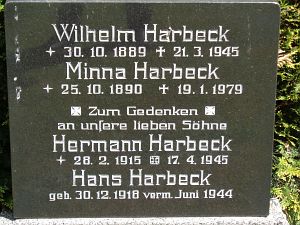 Wilhelm Harbeck
+ 30.10.1889 ✝ 21.3.1945
Minna Harbeck
+ 25.10.1890 ✝ 19.1.1979
Zum Gedenken
an unſere lieben Söhne
Hermann Harbeck
+ 28.2.1915 ✠ 17.4.1945
Hans Harbeck
geb. 30.12.1918 verm. Juni 1944